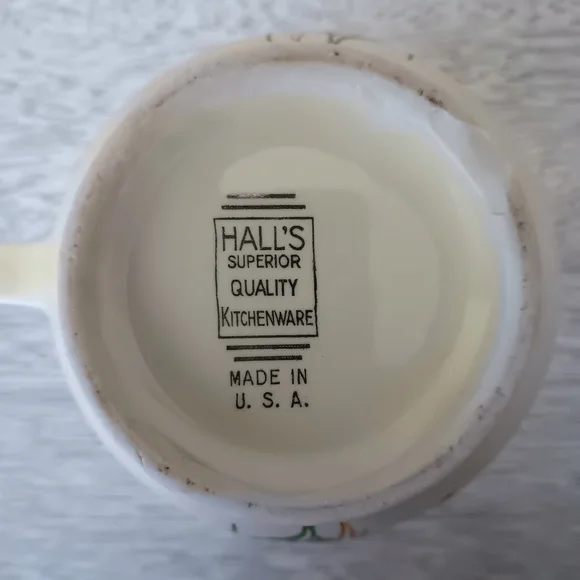 HALL'S
SUPERIOR
QUALITY
KITCHENWARE
MADE IN
U. S. A.